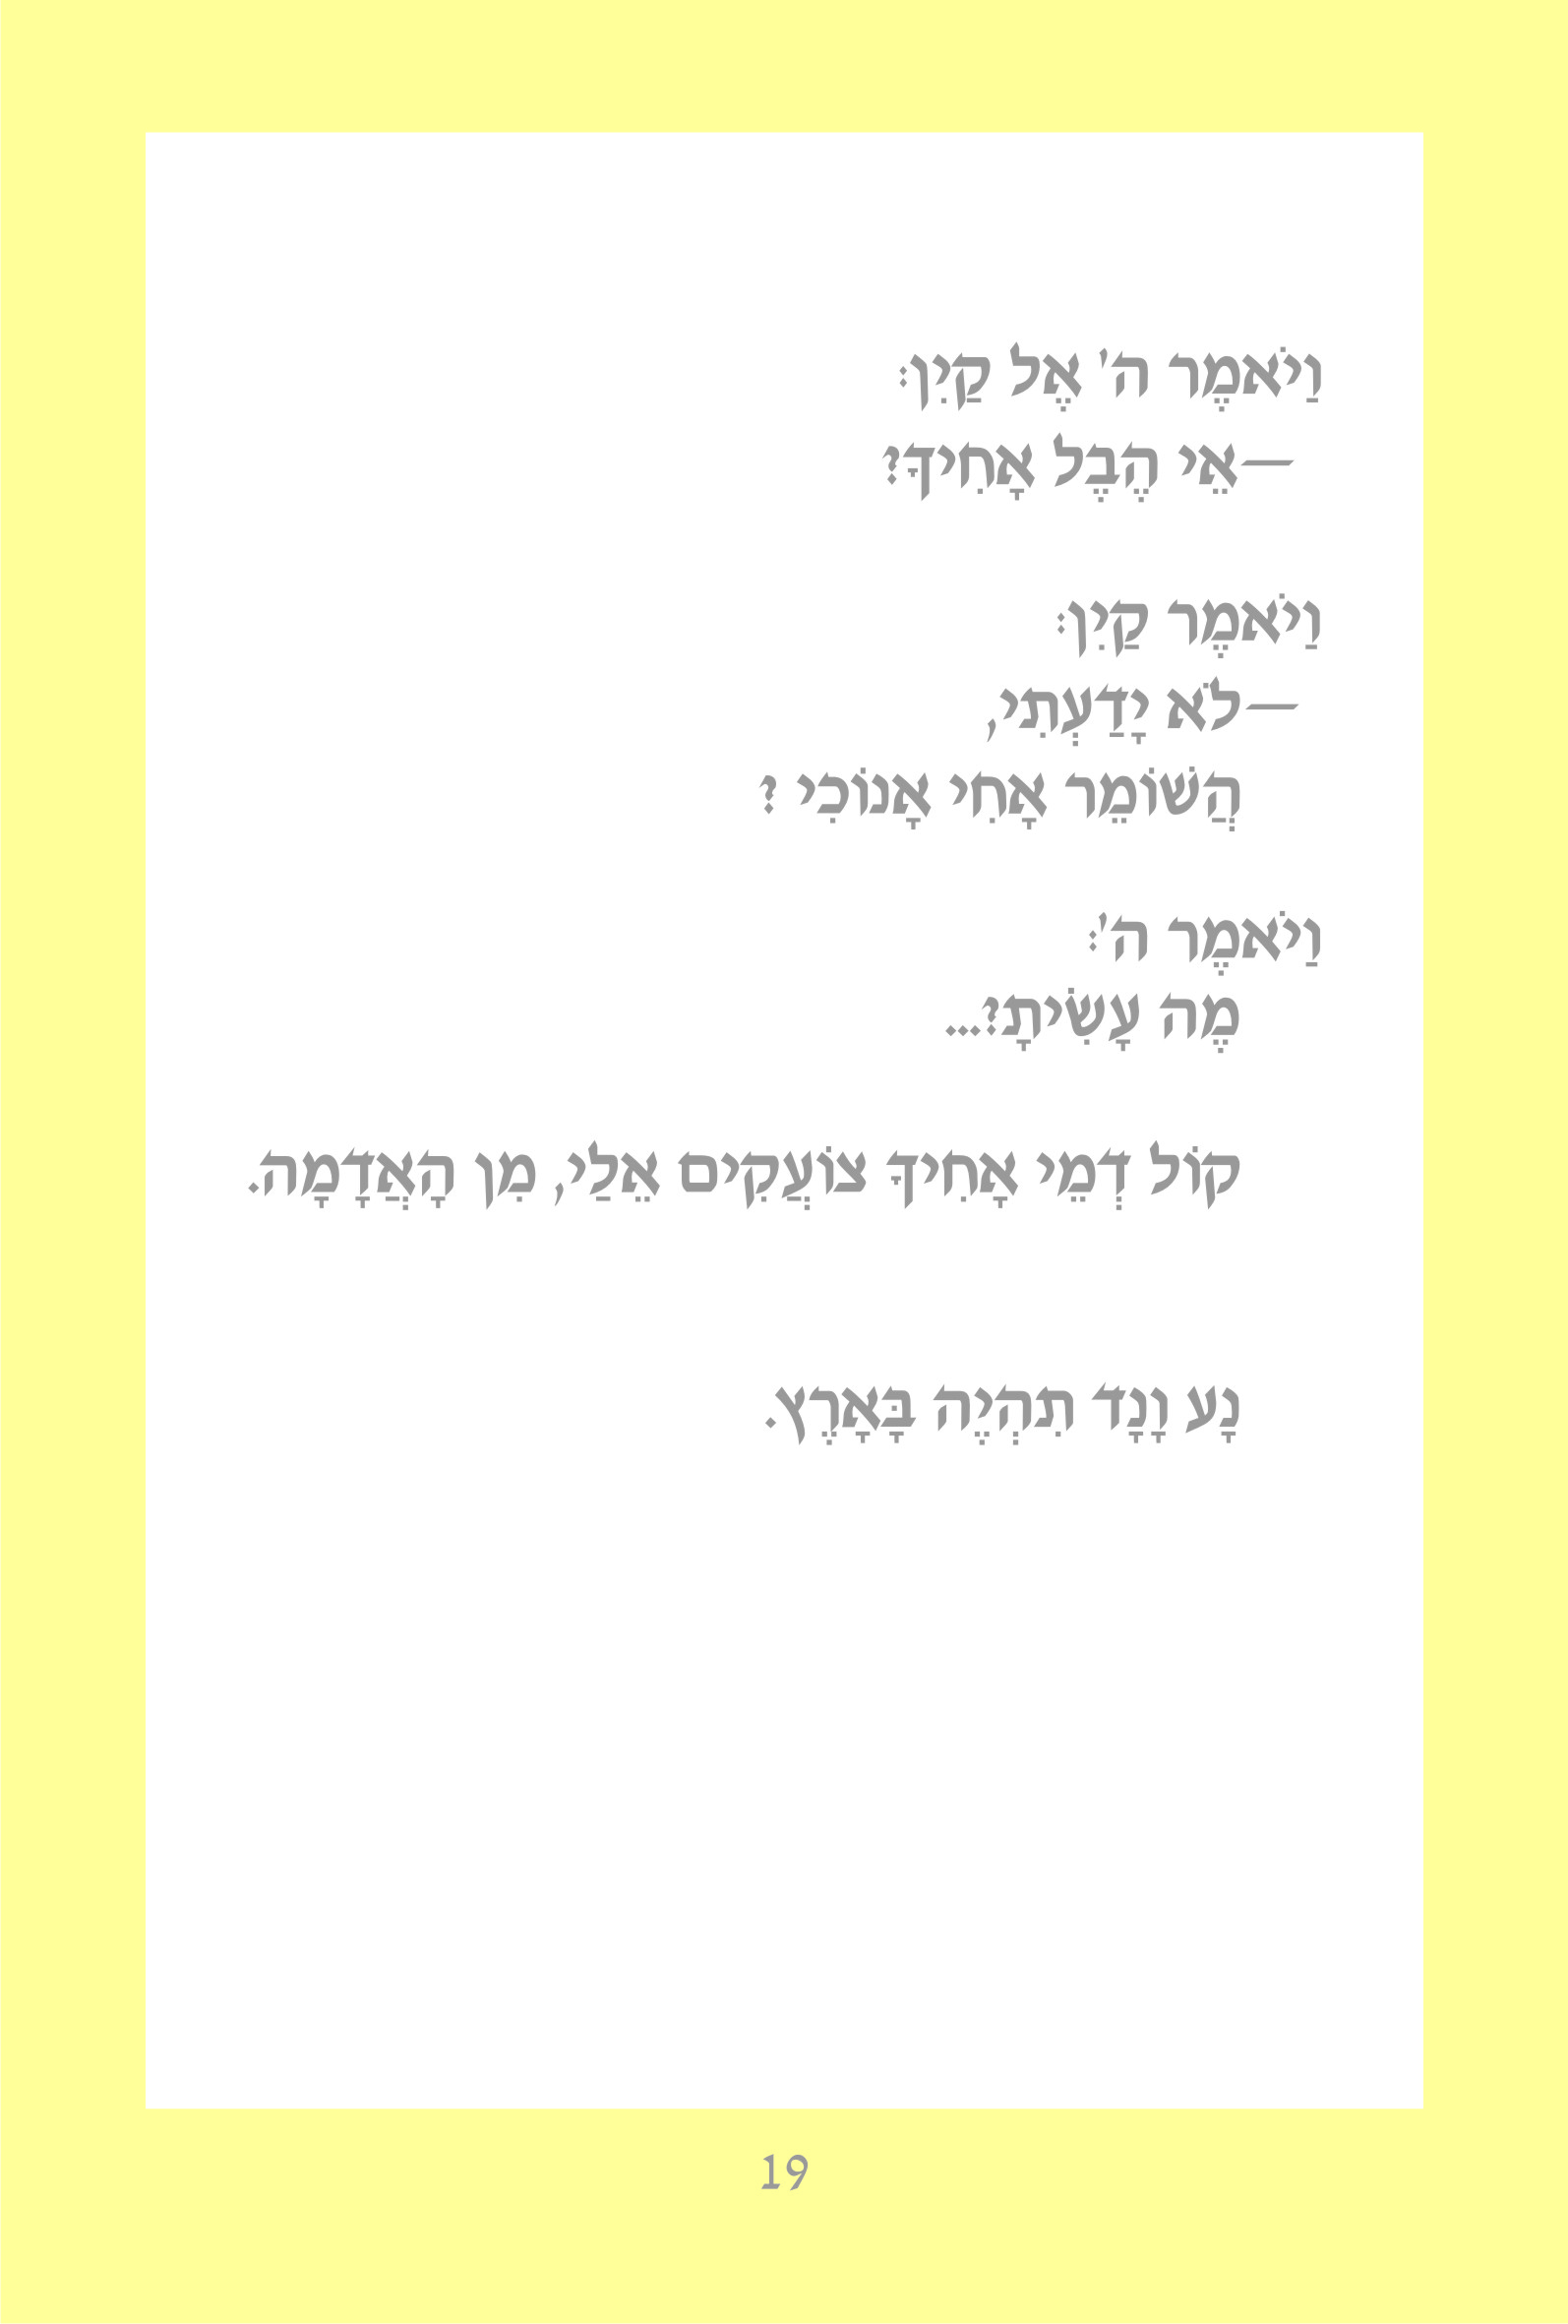 וַיֹּאמֶר ה' אֶל קַיִן:
—אֵי הֶבֶל אָחִיךָ?
וַיֹּאמֶר קַיִן:
—לֹא יָדַעְתִי,
הֲשׁוֹמֵר אָחִי אָנוֹכִי ?
וַיֹּאמֶר ה':
מֶה עָשִׂיתָ?...
קוֹל דְמֵי אָחִיךָ צוֹעֲקִים אֵלַי, מִן הָאֲדָמָה.
נָע וָנָד תִהְיֶה בָּאָרֶץ.
19